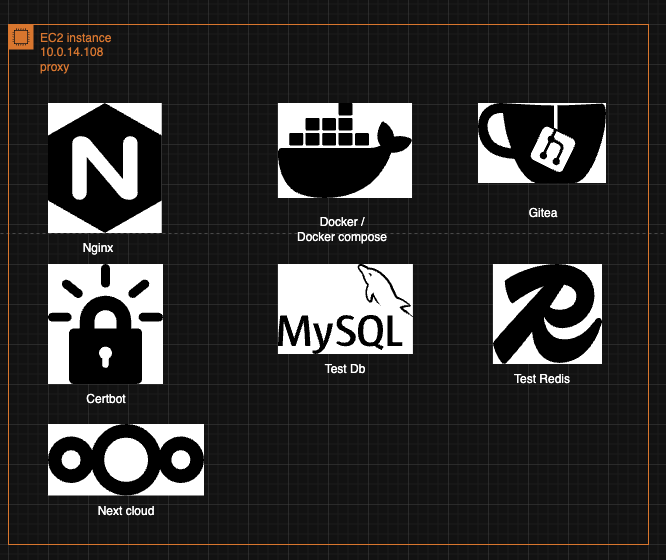 EC2 instance
10.0.14.108
proxy
N
Nginx
Docker /
Docker compose
Gitea
Certbot
MySQL
Test Db
Test Redis
Next cloud